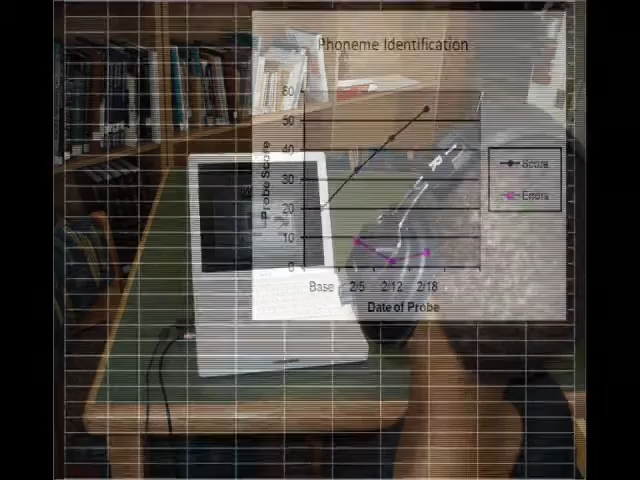 Phoneme Identification
60
50
40
30
20
10
0
Probe Score
Base 2/5 2/12 2/18
Date of Probe
Score
Errors